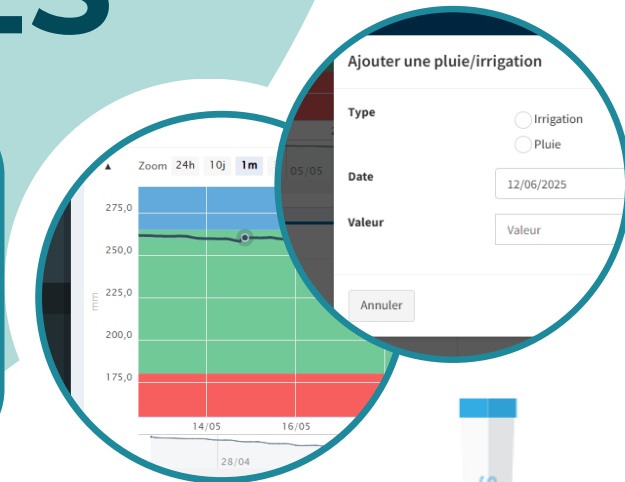 Ajouter une pluie/irrigation
Type
Irrigation
Pluie
Date
12/06/2025
Valeur
Valeur
Annuler
Zoom 24h 10j 1m
05/05
275,0
250,0
225,0
200,0
175,0
mm
14/05 16/05
28/04